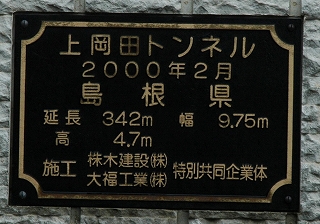 上岡田トンネル
2000年2月
島根県
延長 342m 幅 9.75m
高 4.7m
施工 株木建設㈱ 特別共同企業体
大福工業㈱